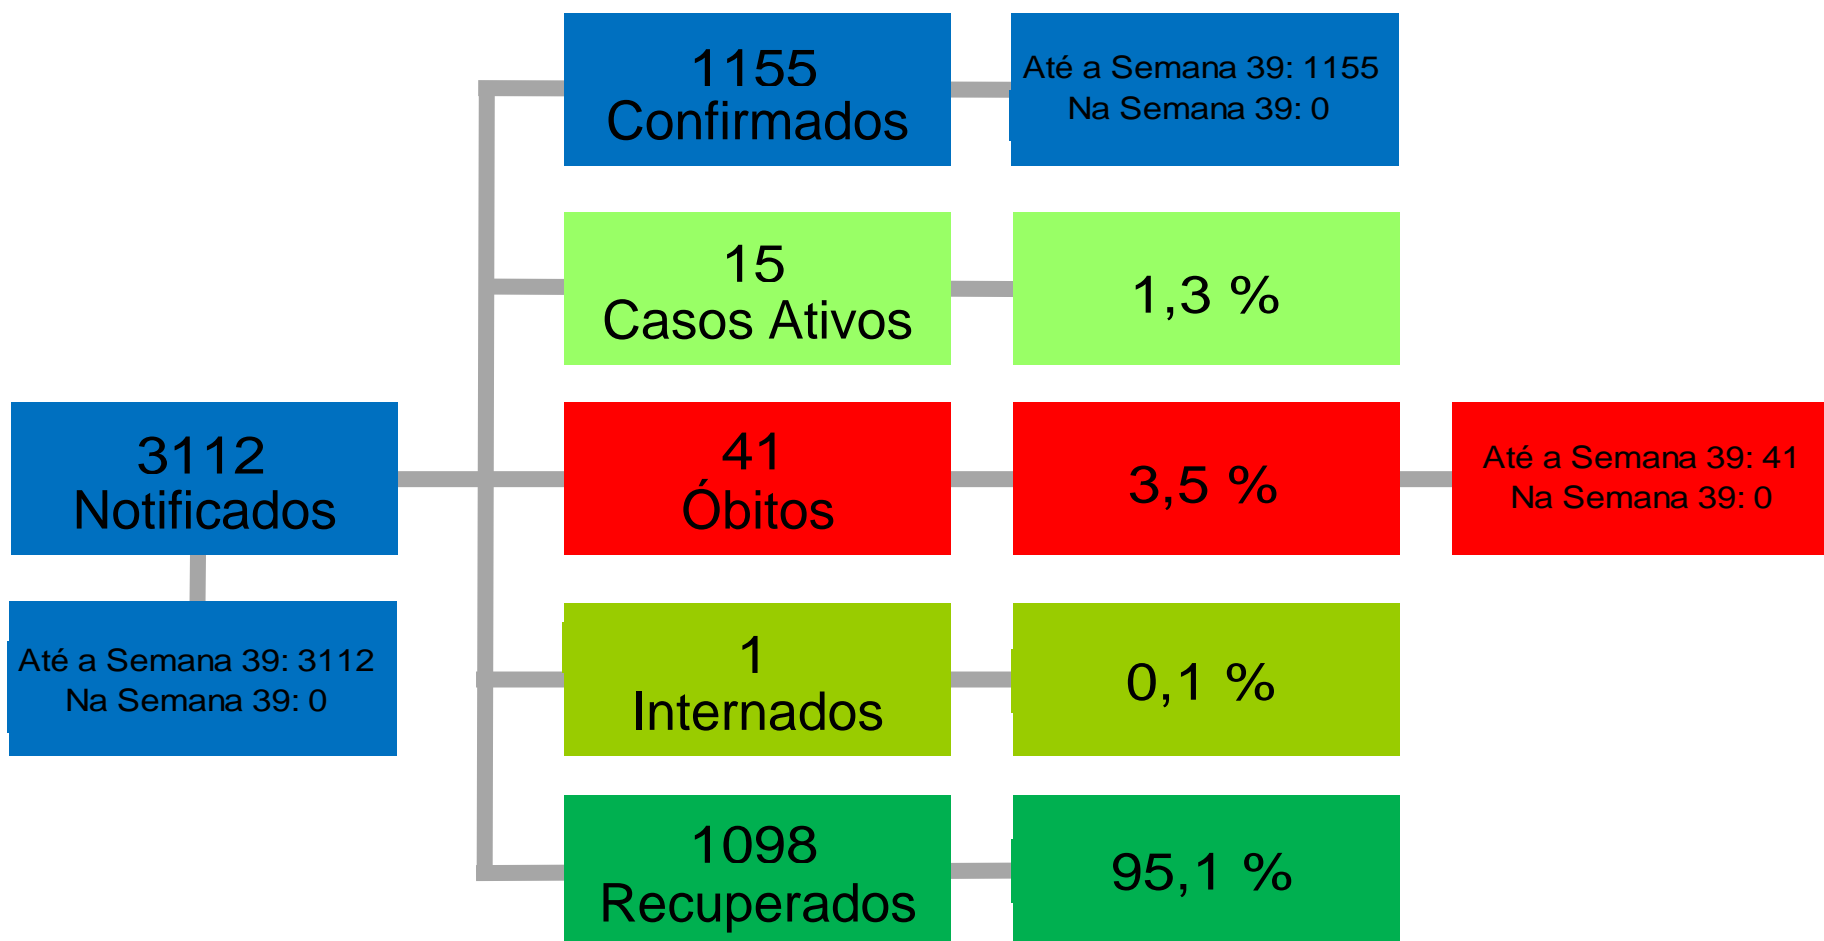 1155
Confirmados
Até a Semana 39: 1155
Na Semana 39: 0
15
Casos Ativos
1,3 %
3112
Notificados
41
Óbitos
3,5 %
Até a Semana 39: 41
Na Semana 39: 0
Até a Semana 39: 3112
Na Semana 39: 0
1
Internados
0,1 %
1098
Recuperados
95,1 %